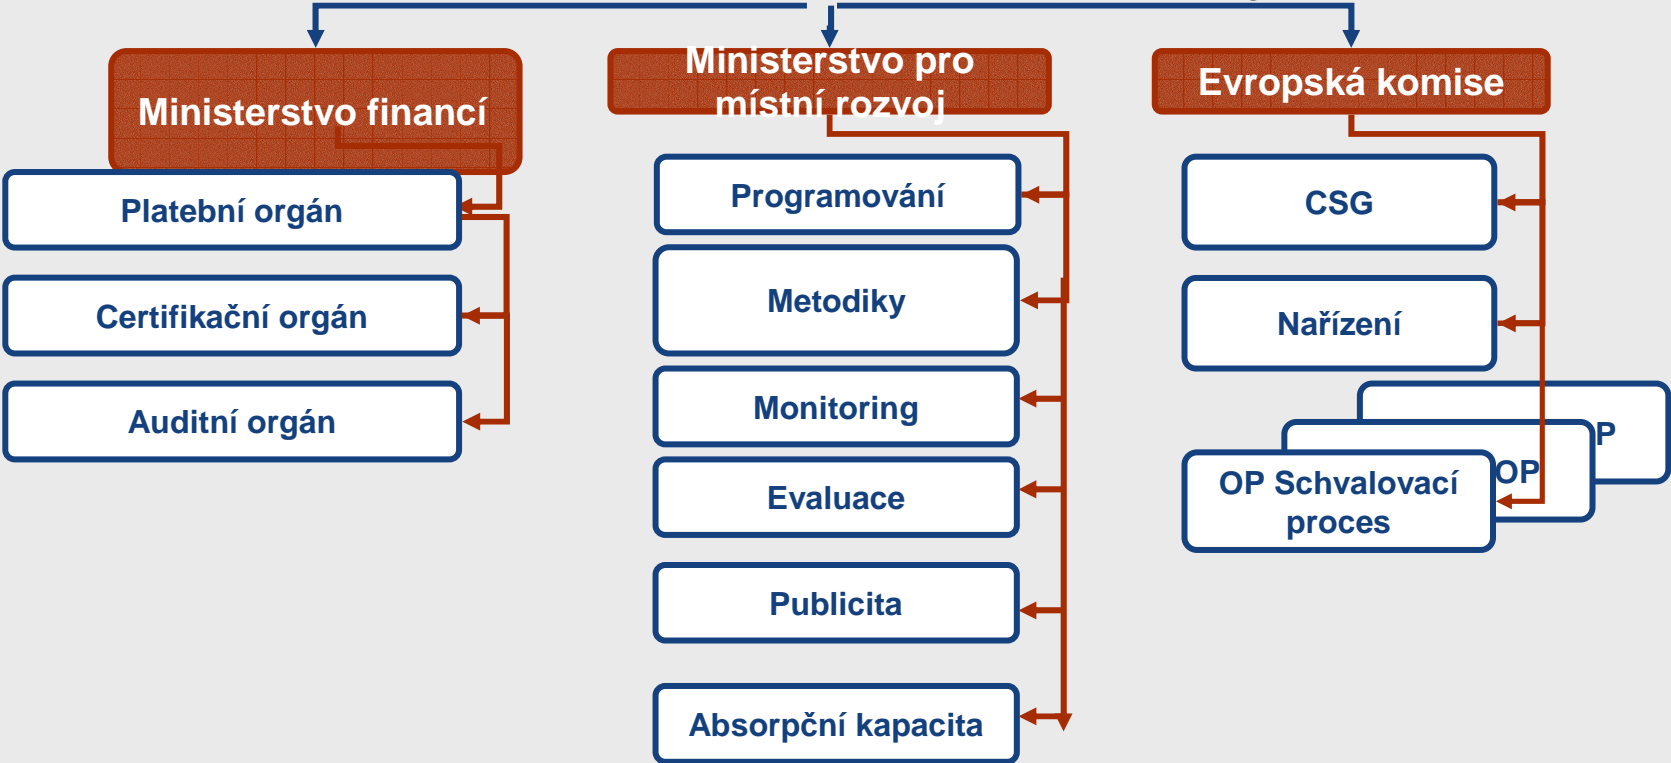 Ministerstvo financí
Platební orgán
Certifikační orgán
Auditní orgán
Ministerstvo pro
místní rozvoj
Programování
Metodiky
Monitoring
Evaluace
Publicita
Absorpční kapacita
Evropská komise
CSG
Nařízení
P
OP
OP Schvalovací
proces